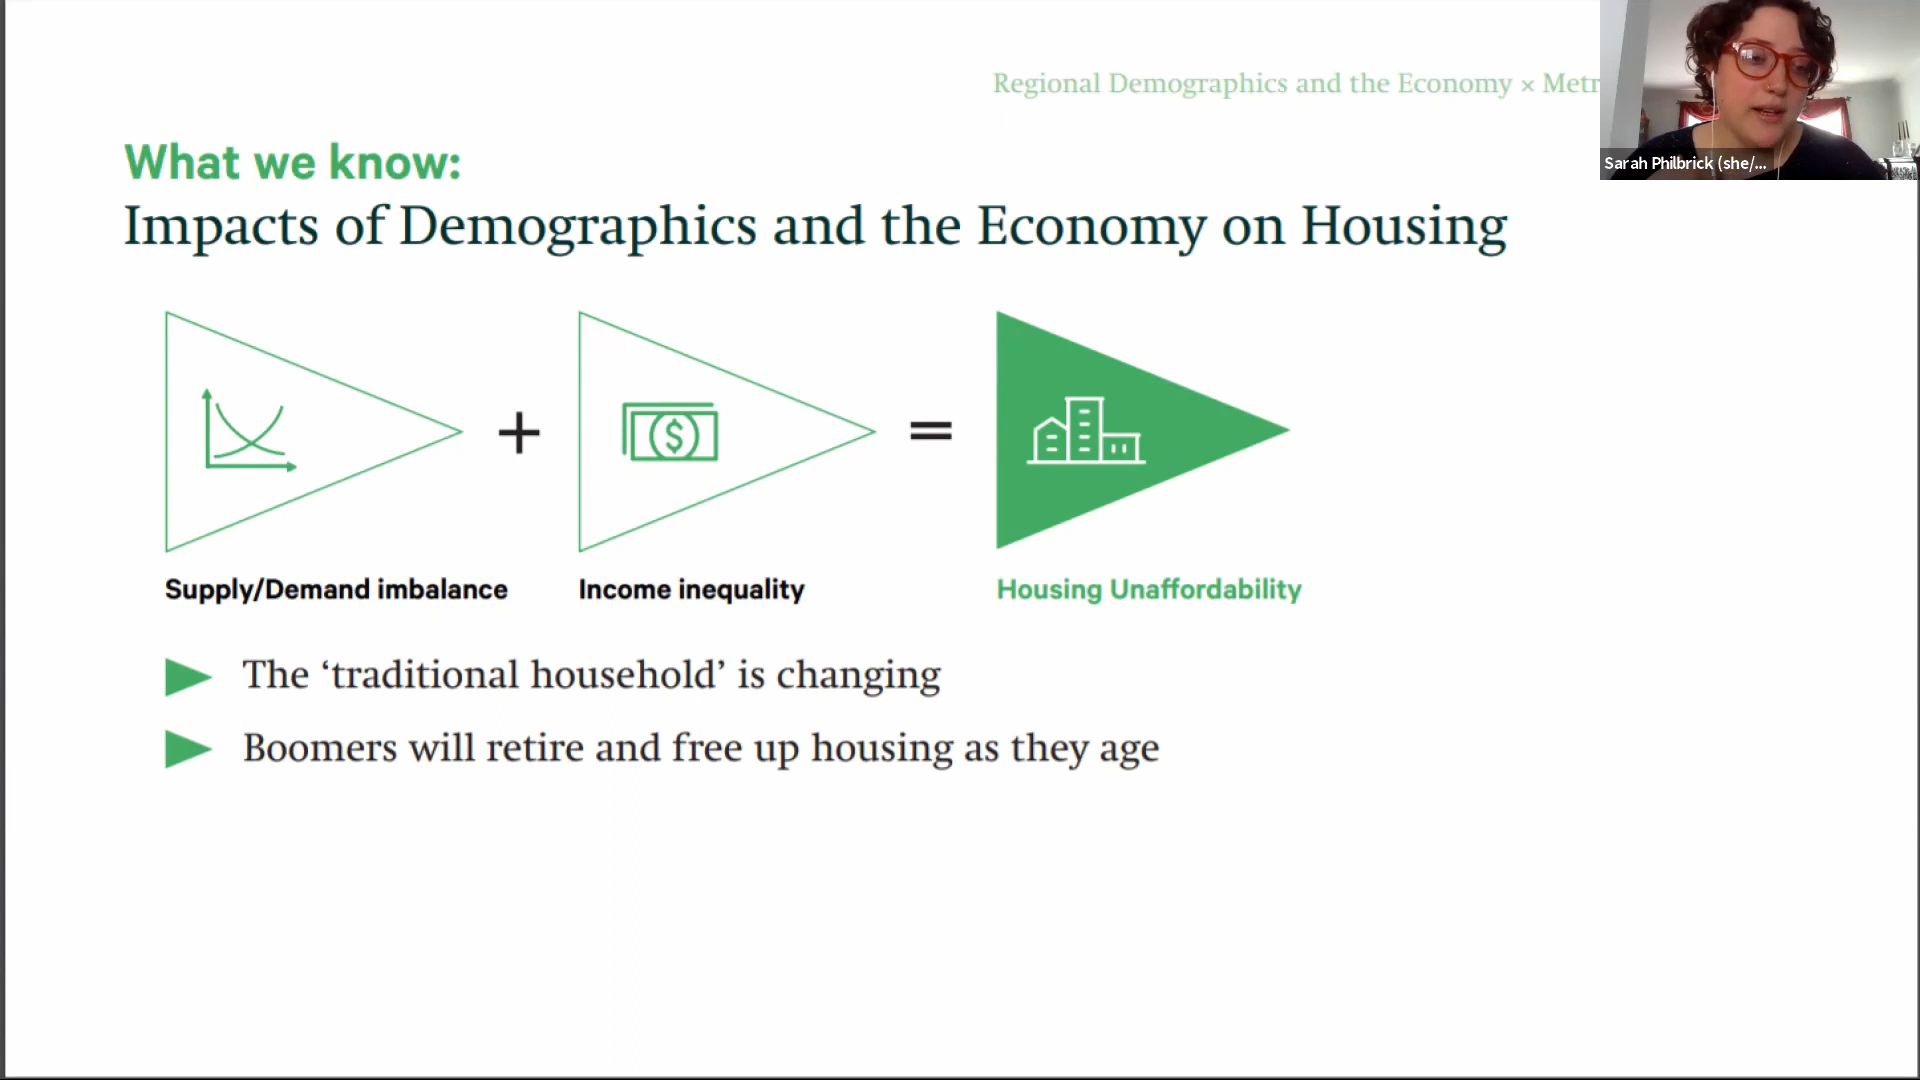 Regional Demographics and the Economy × Metr
Sarah Philbrick (she/...
What we know:
Impacts of Demographics and the Economy on Housing
$
+
=
Supply/Demand imbalance
Income inequality
Housing Unaffordability
The ‘traditional household’ is changing
Boomers will retire and free up housing as they age